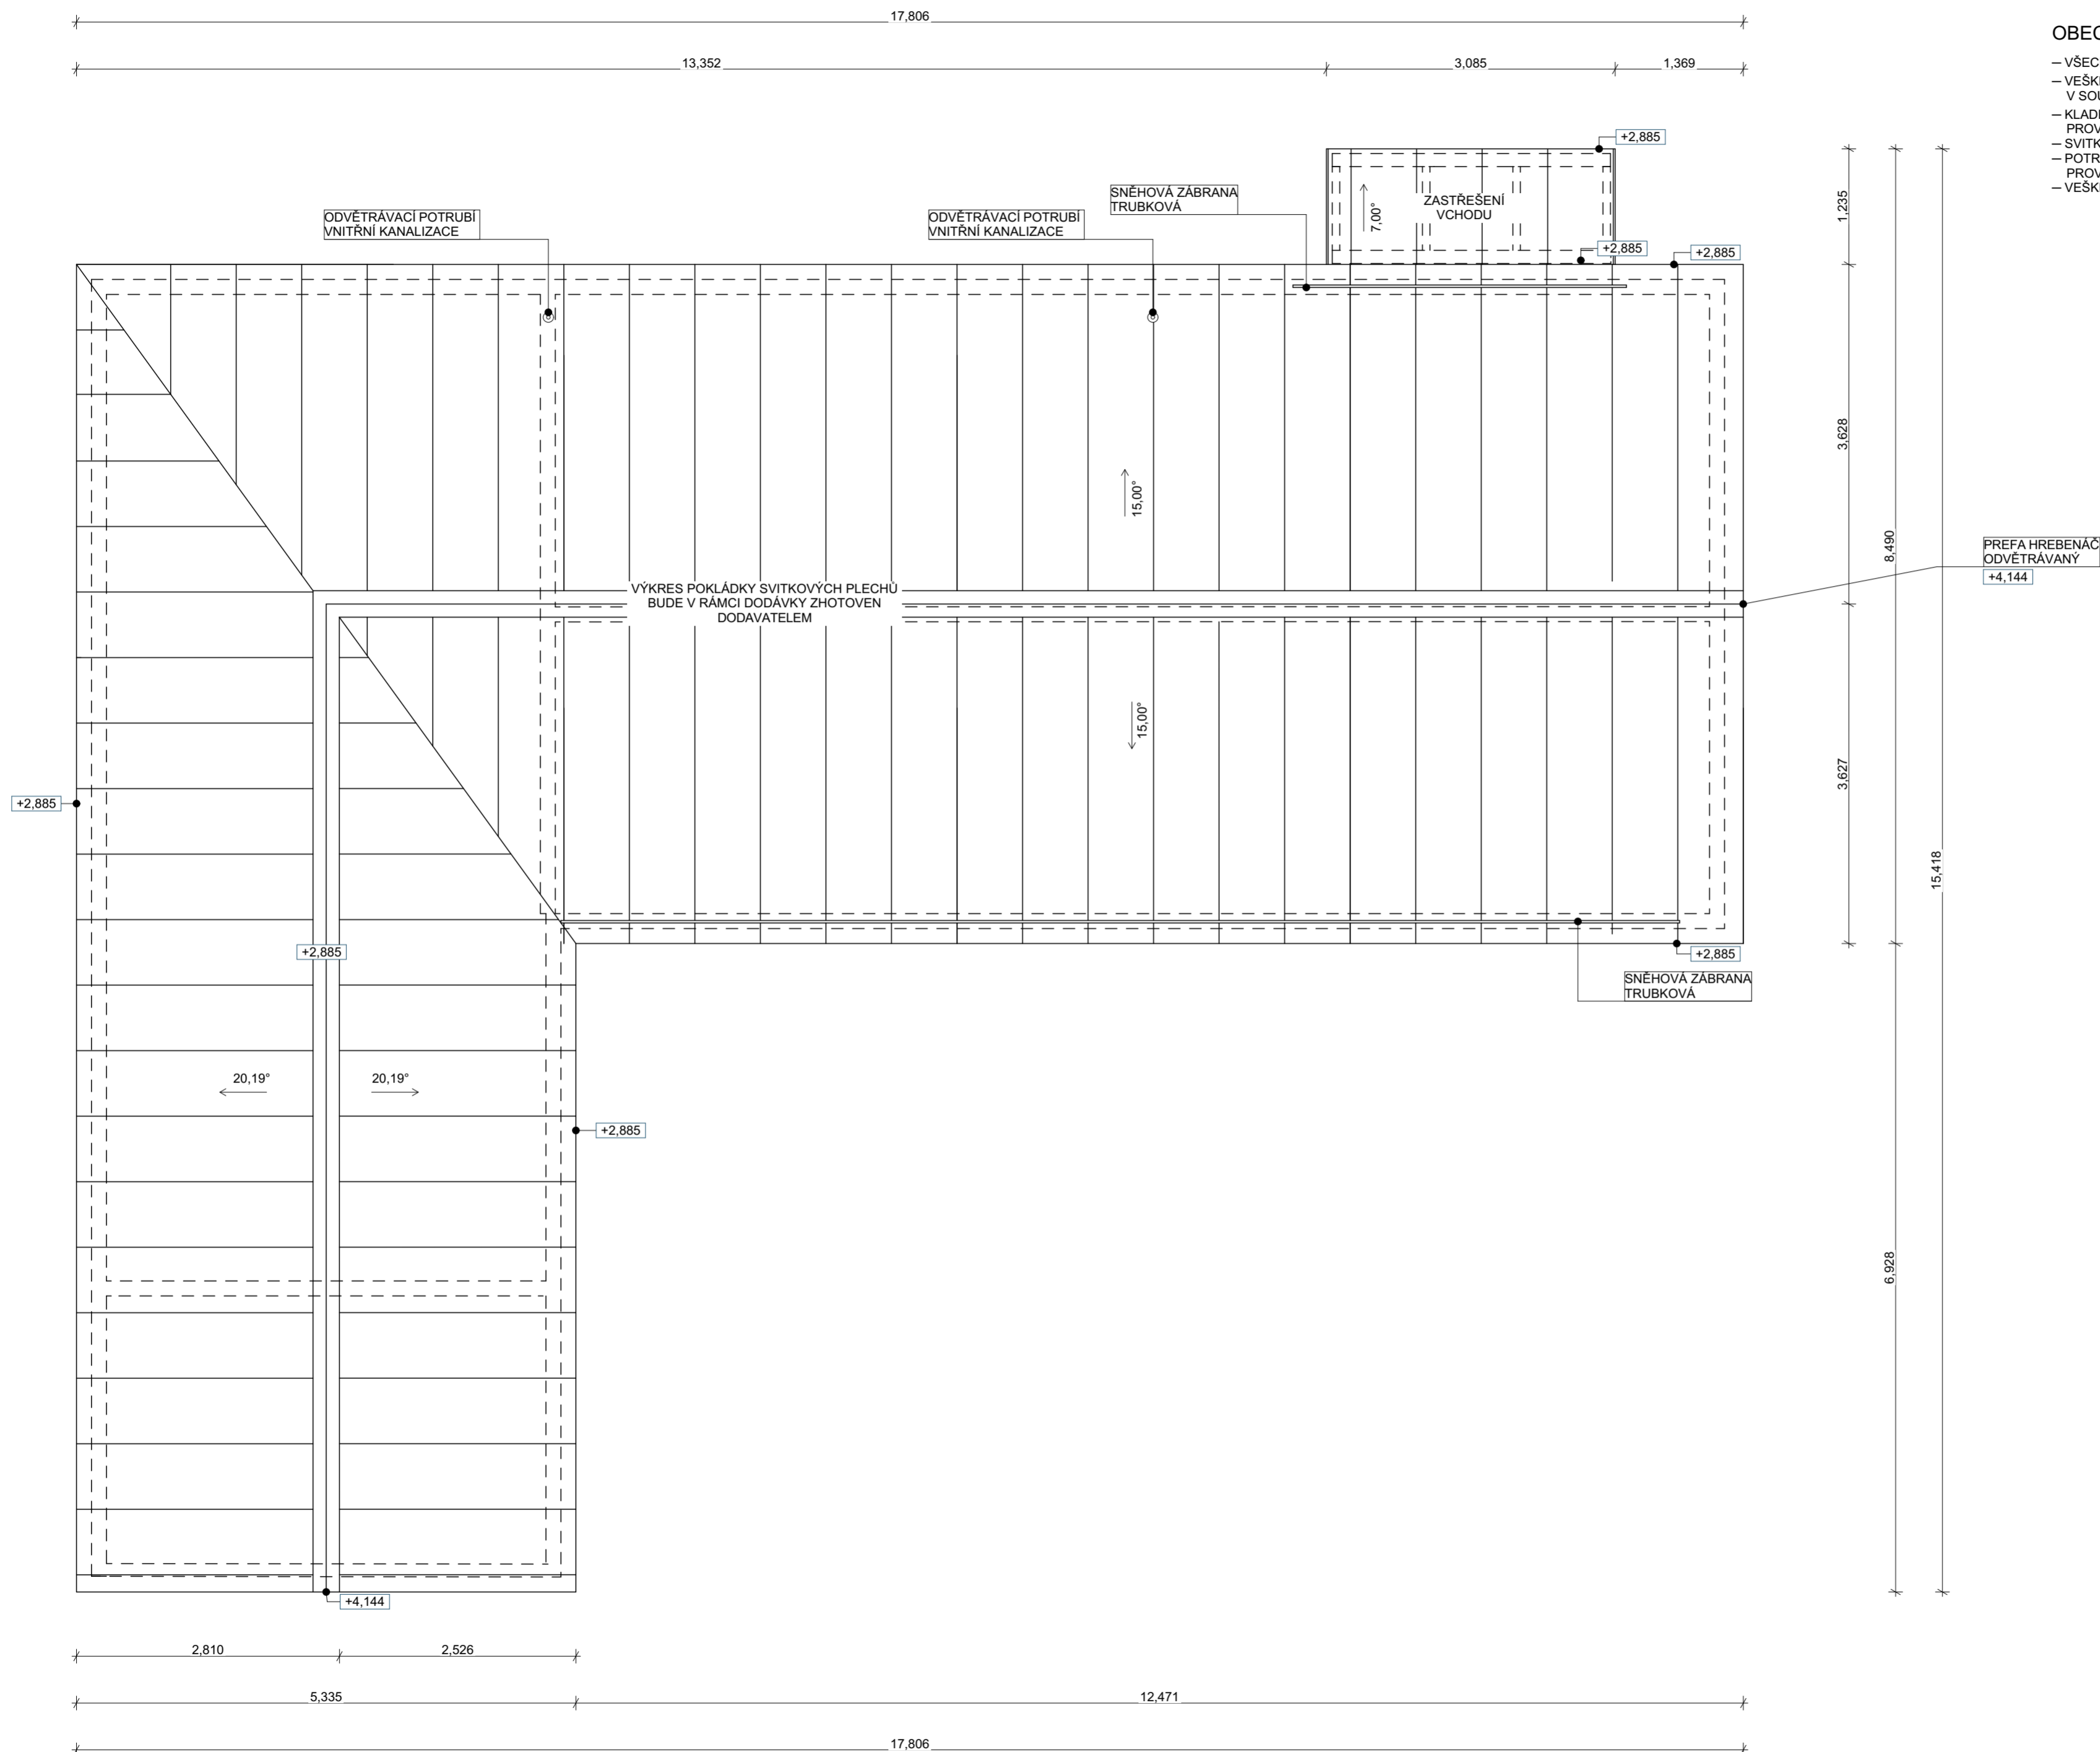 17,806
13,352
3,085
1,369
OBEC
– VŠEC
– VEŠK
V SOU
– KLAD
PROV
– SVITK
– POTR
PROV
– VEŠK
+2,885
1,235
SNĚHOVÁ ZÁBRANA
TRUBKOVÁ
ZASTŘEŠENÍ
VCHODU
7,00°
ODVĚTRÁVACÍ POTRUBÍ
VNITŘNÍ KANALIZACE
ODVĚTRÁVACÍ POTRUBÍ
VNITŘNÍ KANALIZACE
+2,885
+2,885
3,628
15,00°
8,490
PREFA HREBENÁČ
ODVĚTRÁVANÝ
+4,144
VÝKRES POKLÁDKY SVITKOVÝCH PLECHŮ
BUDE V RÁMCI DODÁVKY ZHOTOVEN
DODAVATELEM
15,00°
3,627
+2,885
15,418
+2,885
+2,885
SNĚHOVÁ ZÁBRANA
TRUBKOVÁ
20,19°
20,19°
+2,885
6,928
+4,144
2,810
2,526
5,335
12,471
17,806